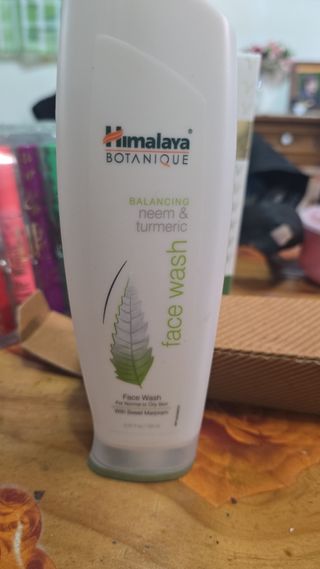 Himalaya®
BOTANIQUE
BALANCING
neem &
turmeric
face wash
Face Wash
For Normal to Oily Skin
With Sweet Marjoram